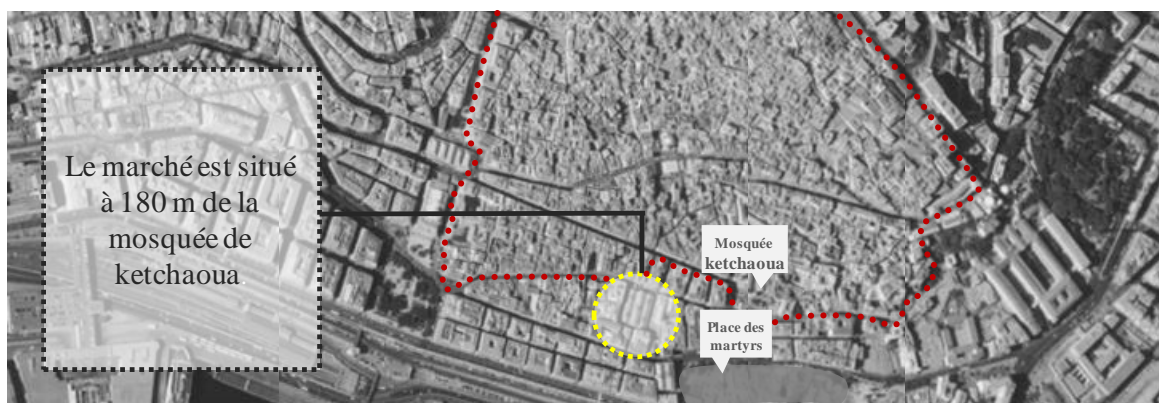 Le marché est situé
à 180 m de la
mosquée de
ketchaoua.
Mosquée
ketchaoua
Place des
martyrs